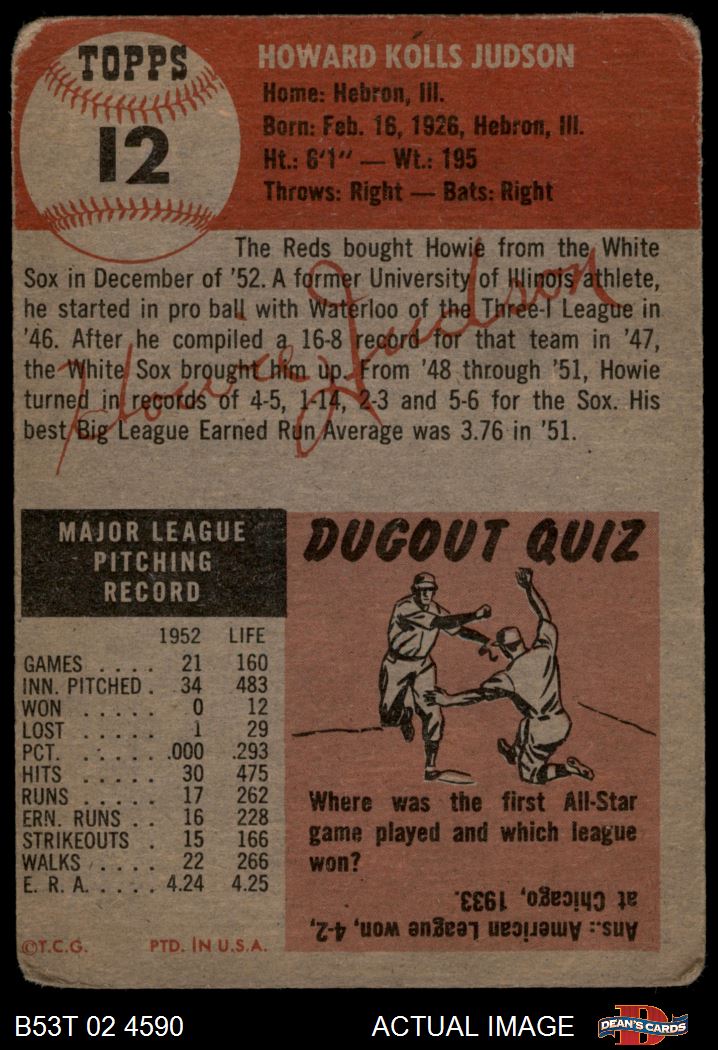 TOPPS
12
HOWARD KOLLS JUDSON
Home: Hebron, Ill.
Born: Feb. 16, 1926, Hebron, Ill.
Ht.: 6'1" — Wt.: 195
Throws: Right — Bats: Right
The Reds bought Howie from the White
Sox in December of '52. A former University of Illinois athlete,
he started in pro ball with Waterloo of the Three-I League in
'46. After he compiled a 16-8 record for that team in '47,
the White Sox brought him up. From '48 through '51, Howie
turned in records of 4-5, 1-14, 2-3 and 5-6 for the Sox. His
best Big League Earned Run Average was 3.76 in '51.
Howie Judson
MAJOR LEAGUE
PITCHING
RECORD
1952 LIFE
GAMES .... 21 160
INN. PITCHED . 34 483
WON ..... 0 12
LOST ..... 1 29
PCT. ..... .000 .293
HITS ..... 30 475
RUNS ..... 17 262
ERN. RUNS .. 16 228
STRIKEOUTS . 15 166
WALKS .... 22 266
E. R. A. .... 4.24 4.25
©T.C.G. PTD. IN U.S.A.
DUGOUT QUIZ
Where was the first All-Star
game played and which league
won?
Ans.: American League won, 4-2,
at Chicago, 1933.
B53T 02 4590 ACTUAL IMAGE
D
DEAN'S CARDS